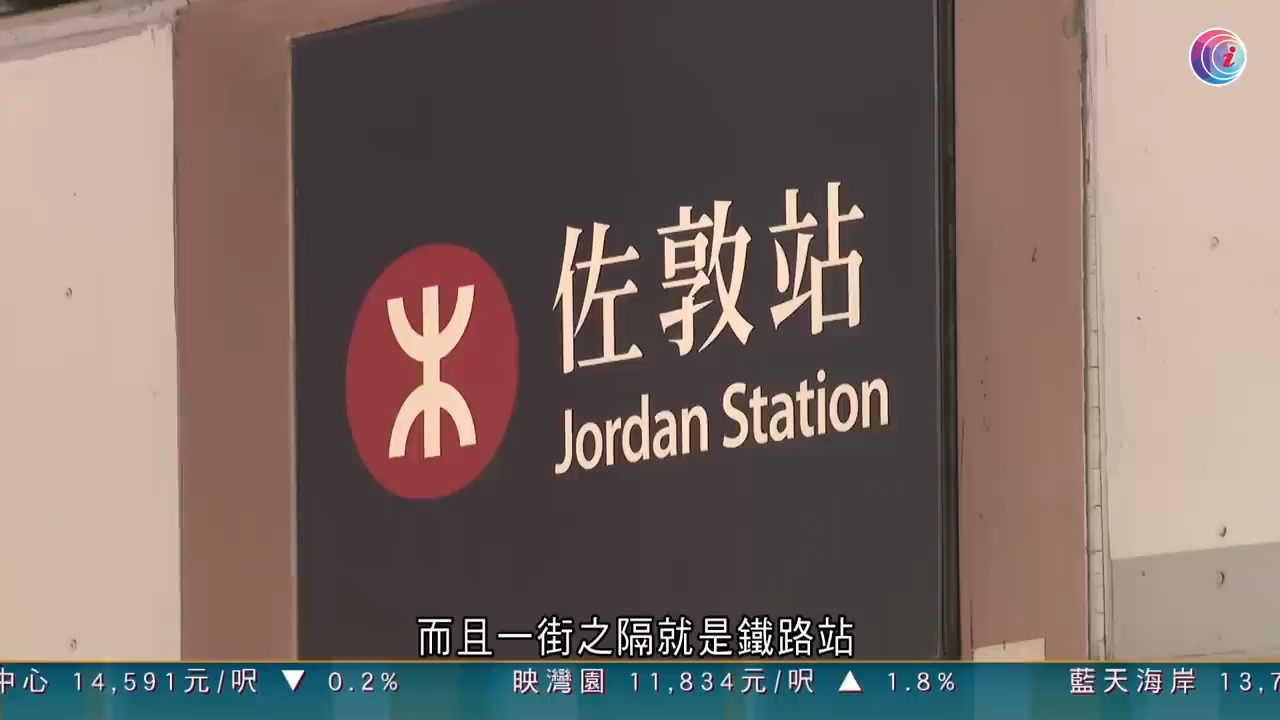 i
佐敦站
Jordan Station
而且一街之隔就是鐵路站
中心 14,591元/呎 ▼ 0.2% 映灣園 11,834元/呎 ▲ 1.8% 藍天海岸 13,7